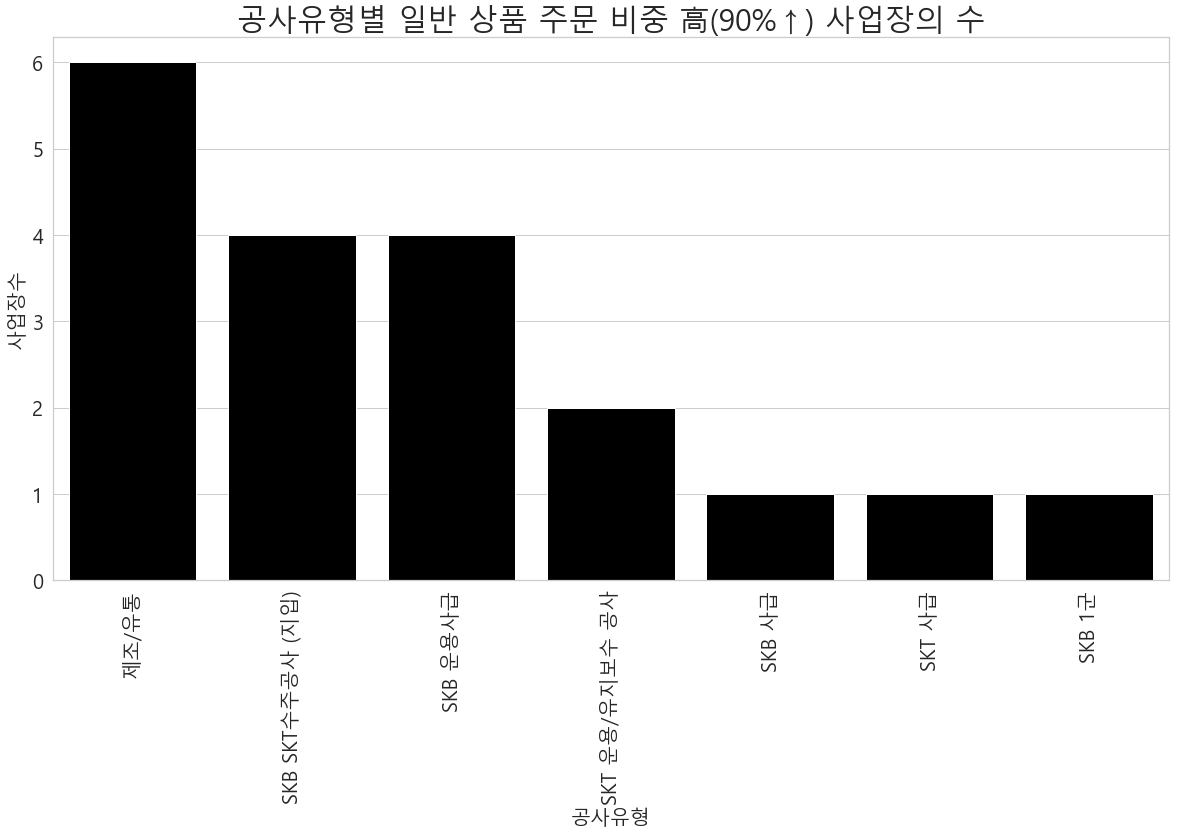 공사유형별 일반 상품 주문 비중 高(90%↑) 사업장의 수
사업장수
6
5
4
3
2
1
0
제조/유통
SKB SKT수주공사 (지입)
SKB 운용사급
SKT 운용/유지보수 공사
SKB 사급
SKT 사급
SKB 1군
공사유형